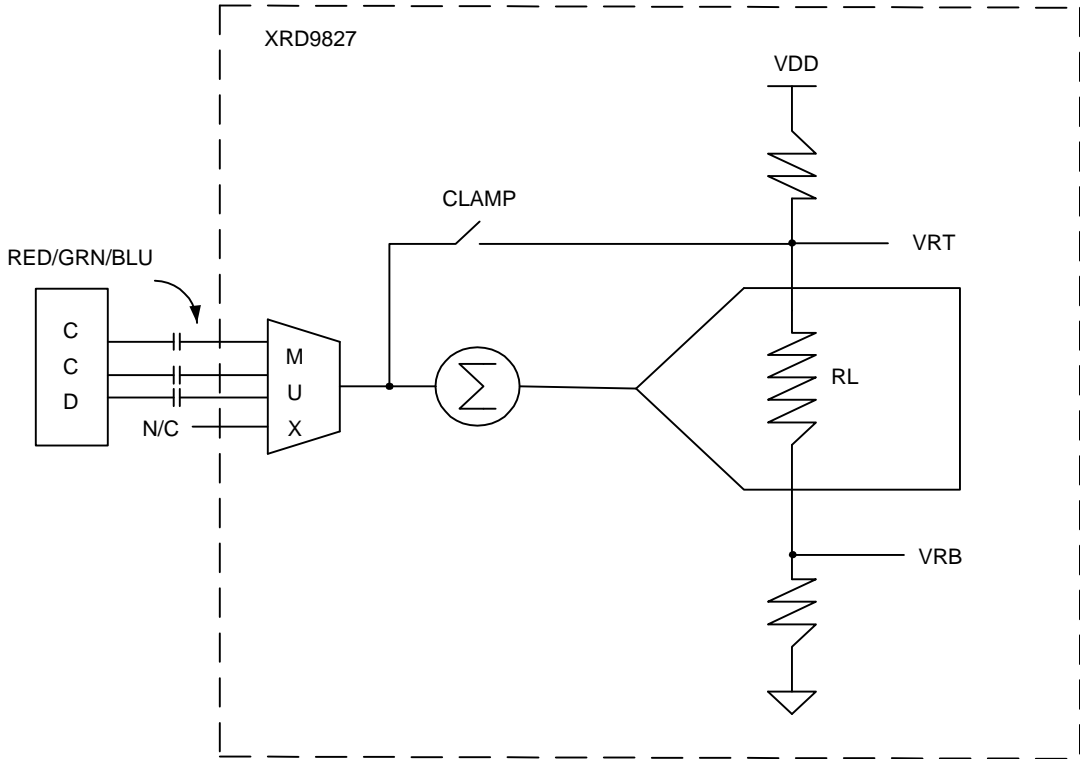 XRD9827
VDD
CLAMP
VRT
RED/GRN/BLU
C
C
D
M
U
X
N/C
Σ
RL
VRB